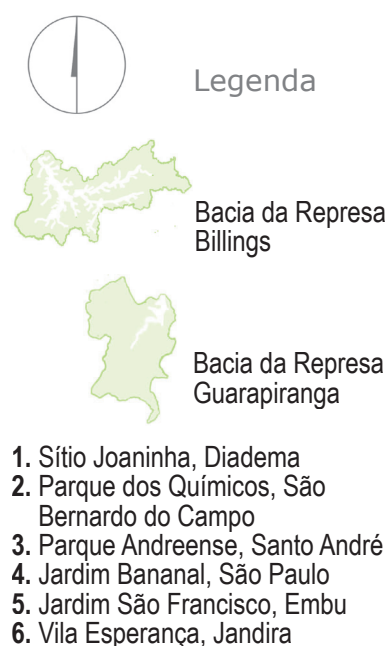 Legenda
Bacia da Represa
Billings
Bacia da Represa
Guarapiranga
1. Sítio Joaninha, Diadema
2. Parque dos Químicos, São
Bernardo do Campo
3. Parque Andreense, Santo André
4. Jardim Bananal, São Paulo
5. Jardim São Francisco, Embu
6. Vila Esperança, Jandira